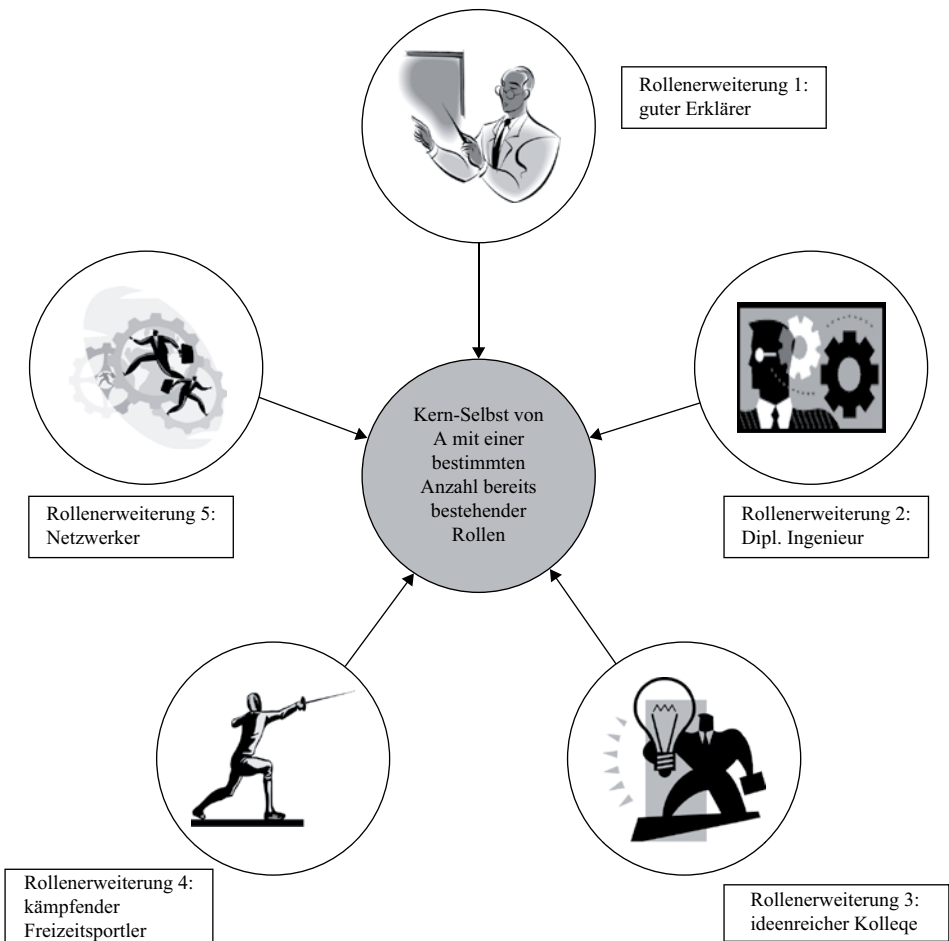 Rollenerweiterung 1:
guter Erklärer
Rollenerweiterung 5:
Netzwerker
Kern-Selbst von
A mit einer
bestimmten
Anzahl bereits
bestehender
Rollen
Rollenerweiterung 2:
Dipl. Ingenieur
Rollenerweiterung 4:
kämpfender
Freizeitsportler
Rollenerweiterung 3:
ideenreicher Kolleqe